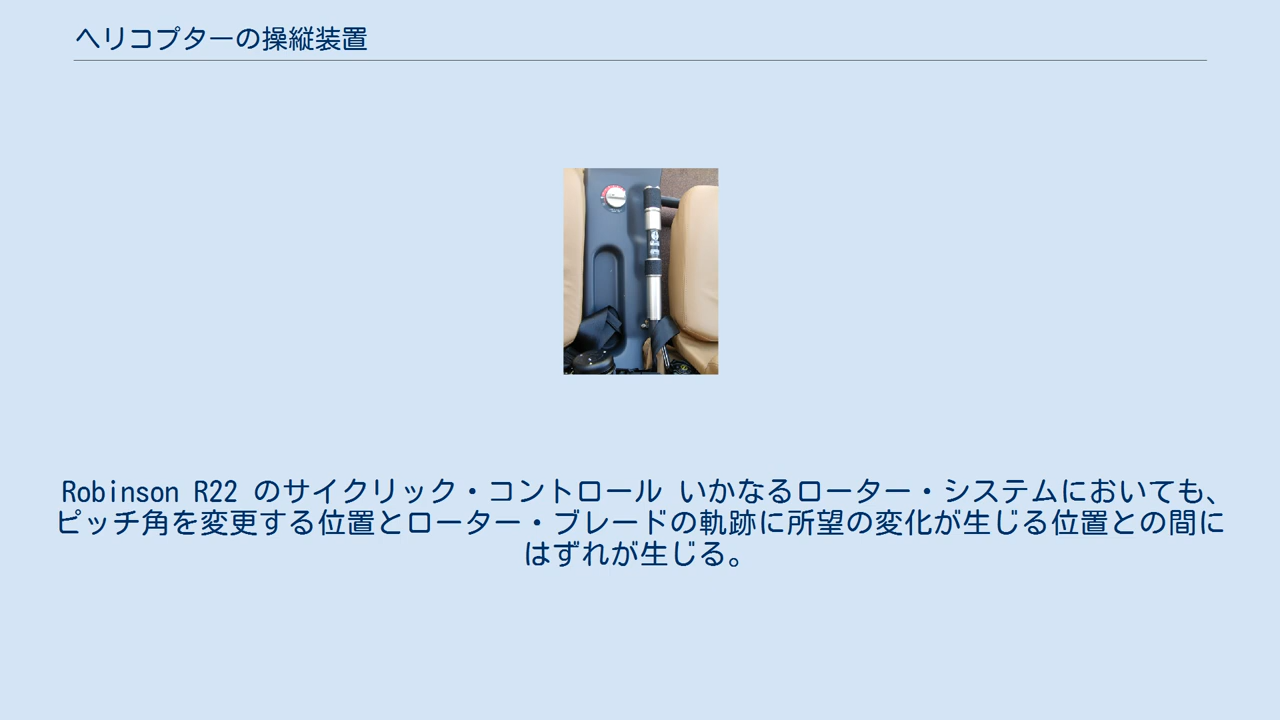 ヘリコプターの操縦装置
Robinson R22 のサイクリック・コントロール いかなるローター・システムにおいても、
ピッチ角を変更する位置とローター・ブレードの軌跡に所望の変化が生じる位置との間に
はずれが生じる。